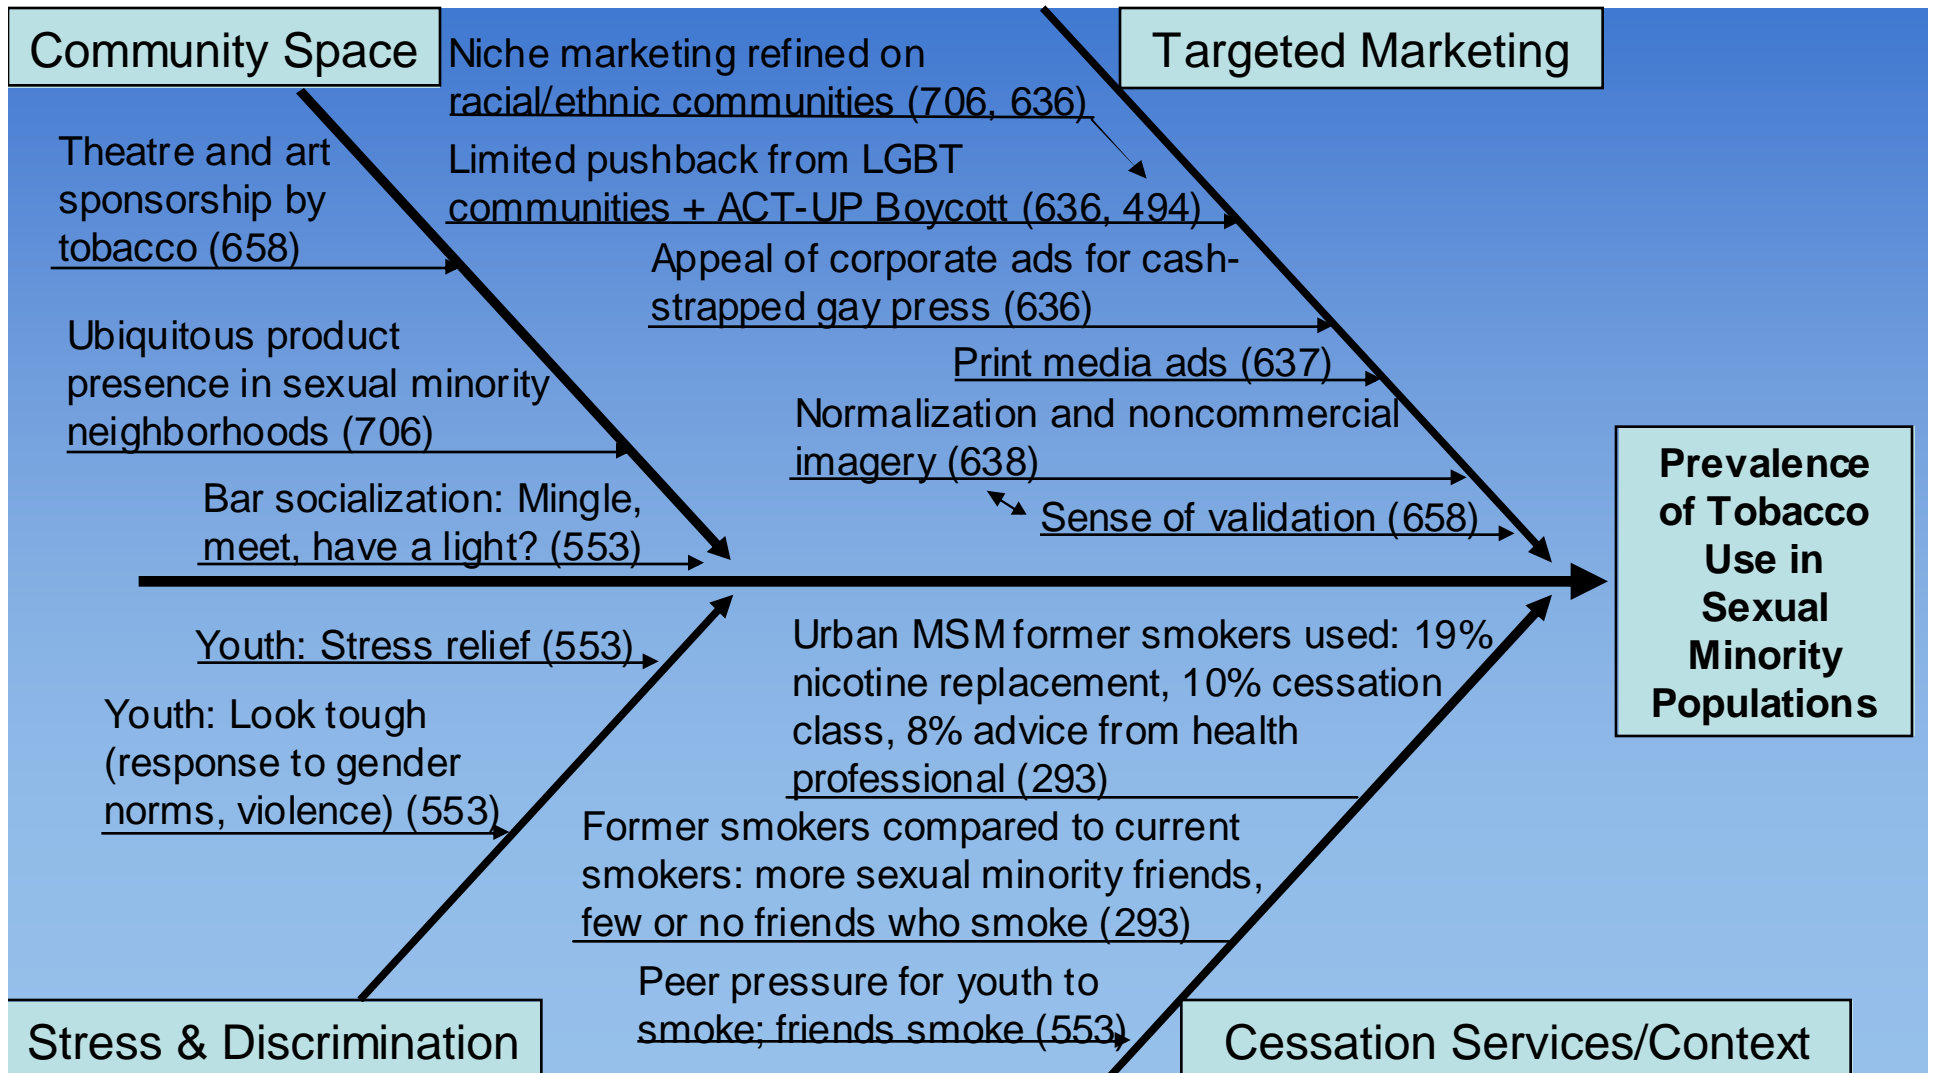 Community Space
Targeted Marketing
Niche marketing refined on
racial/ethnic communities (706, 636)
Limited pushback from LGBT
communities + ACT-UP Boycott (636, 494)
Appeal of corporate ads for cash-
strapped gay press (636)
Print media ads (637)
Normalization and noncommercial
imagery (638)
Sense of validation (658)
Theatre and art
sponsorship by
tobacco (658)
Ubiquitous product
presence in sexual minority
neighborhoods (706)
Bar socialization: Mingle,
meet, have a light? (553)
Prevalence
of Tobacco
Use in
Sexual
Minority
Populations
Youth: Stress relief (553)
Youth: Look tough
(response to gender
norms, violence) (553)
Urban MSM former smokers used: 19%
nicotine replacement, 10% cessation
class, 8% advice from health
professional (293)
Former smokers compared to current
smokers: more sexual minority friends,
few or no friends who smoke (293)
Peer pressure for youth to
smoke; friends smoke (553)
Stress & Discrimination
Cessation Services/Context